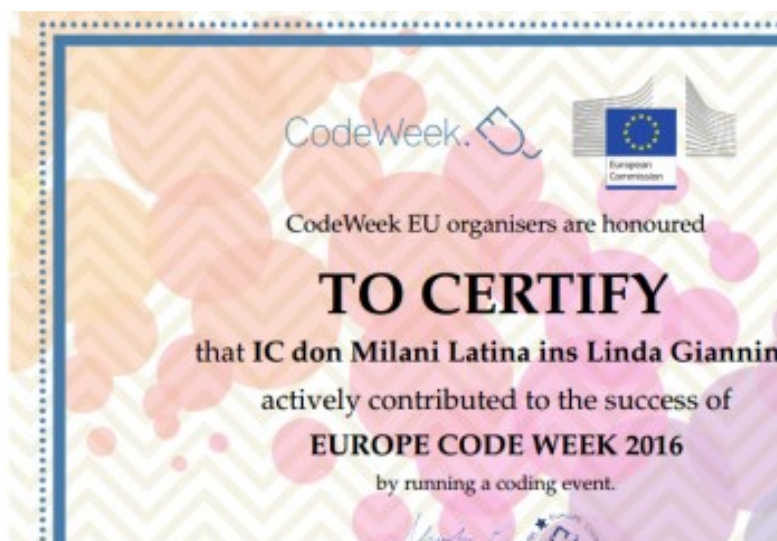 CodeWeek.EU
European
Commission
CodeWeek EU organisers are honoured
TO CERTIFY
that IC don Milani Latina ins Linda Giannin
actively contributed to the success of
EUROPE CODE WEEK 2016
by running a coding event.